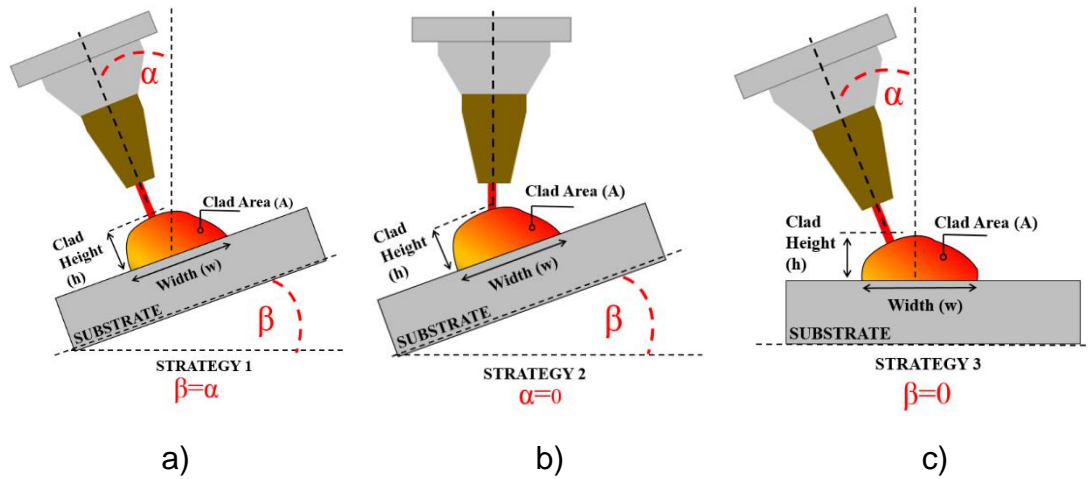 α
Clad Area (A)
Clad
Height
(h)
Width (w)
SUBSTRATE
β
STRATEGY 1
β=α
a)
Clad Area (A)
Clad
Height
(h)
Width (w)
SUBSTRATE
β
STRATEGY 2
α=0
b)
α
Clad Area (A)
Clad
Height
(h)
Width (w)
SUBSTRATE
STRATEGY 3
β=0
c)